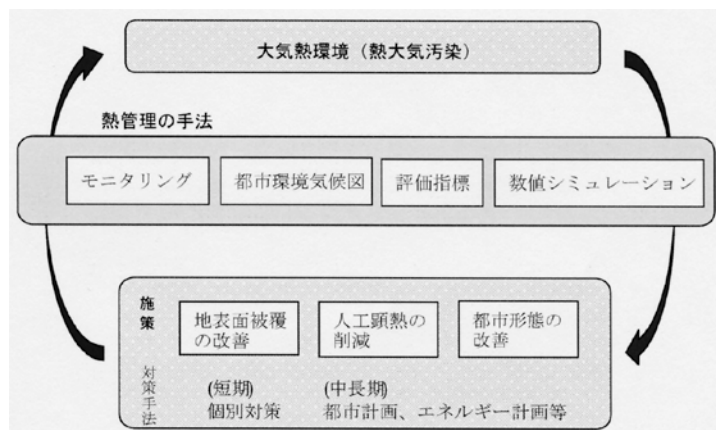 大気熱環境（熱大気汚染）
熱管理の手法
モニタリング
都市環境気候図
評価指標
数値シミュレーション
施策
地表面被覆
の改善
人工顕熱の
削減
都市形態の
改善
対策手法
(短期)
個別対策
(中長期)
都市計画、エネルギー計画等